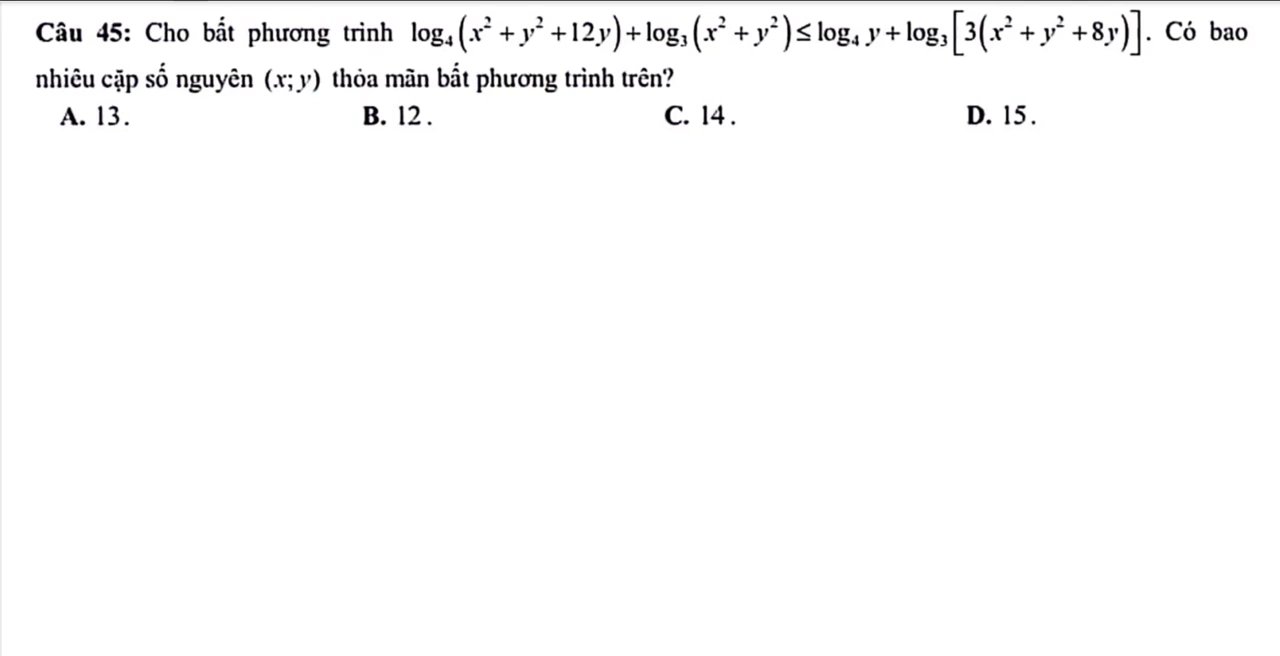 Câu 45: Cho bất phương trình log₄(x² + y² + 12y) + log₃(x² + y²) ≤ log₄ y + log₃[3(x² + y² + 8y)]. Có bao
nhiêu cặp số nguyên (x; y) thỏa mãn bất phương trình trên?
A. 13. B. 12. C. 14. D. 15.